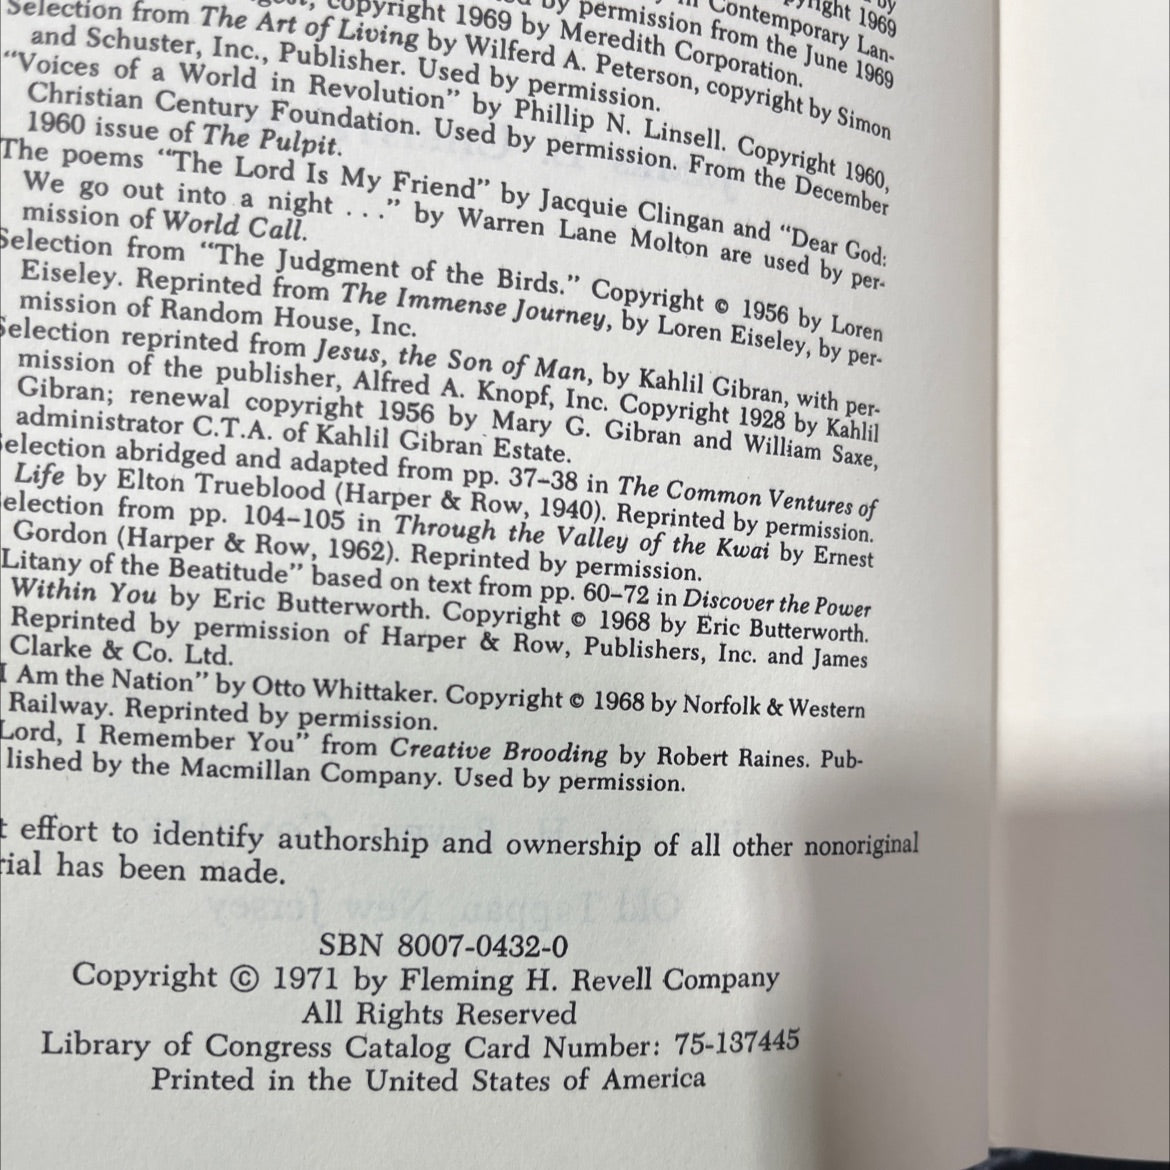 by permission from the June 1969
copyright 1969 by Meredith Corporation.
Selection from The Art of Living by Wilferd A. Peterson, copyright by Simon
and Schuster, Inc., Publisher. Used by permission.
“Voices of a World in Revolution” by Phillip N. Linsell. Copyright 1960,
Christian Century Foundation. Used by permission. From the December
1960 issue of The Pulpit.
The poems “The Lord Is My Friend” by Jacquie Clingan and “Dear God:
We go out into a night . . .” by Warren Lane Molton are used by per-
mission of World Call.
Selection from “The Judgment of the Birds.” Copyright © 1956 by Loren
Eiseley. Reprinted from The Immense Journey, by Loren Eiseley, by per-
mission of Random House, Inc.
Selection reprinted from Jesus, the Son of Man, by Kahlil Gibran, with per-
mission of the publisher, Alfred A. Knopf, Inc. Copyright 1928 by Kahlil
Gibran; renewal copyright 1956 by Mary G. Gibran and William Saxe,
administrator C.T.A. of Kahlil Gibran Estate.
election abridged and adapted from pp. 37–38 in The Common Ventures of
Life by Elton Trueblood (Harper & Row, 1940). Reprinted by permission.
election from pp. 104–105 in Through the Valley of the Kwai by Ernest
Gordon (Harper & Row, 1962). Reprinted by permission.
Litany of the Beatitude” based on text from pp. 60–72 in Discover the Power
Within You by Eric Butterworth. Copyright © 1968 by Eric Butterworth.
Reprinted by permission of Harper & Row, Publishers, Inc. and James
Clarke & Co. Ltd.
I Am the Nation” by Otto Whittaker. Copyright © 1968 by Norfolk & Western
Railway. Reprinted by permission.
Lord, I Remember You” from Creative Brooding by Robert Raines. Pub-
lished by the Macmillan Company. Used by permission.
t effort to identify authorship and ownership of all other nonoriginal
rial has been made.
SBN 8007-0432-0
Copyright © 1971 by Fleming H. Revell Company
All Rights Reserved
Library of Congress Catalog Card Number: 75-137445
Printed in the United States of America